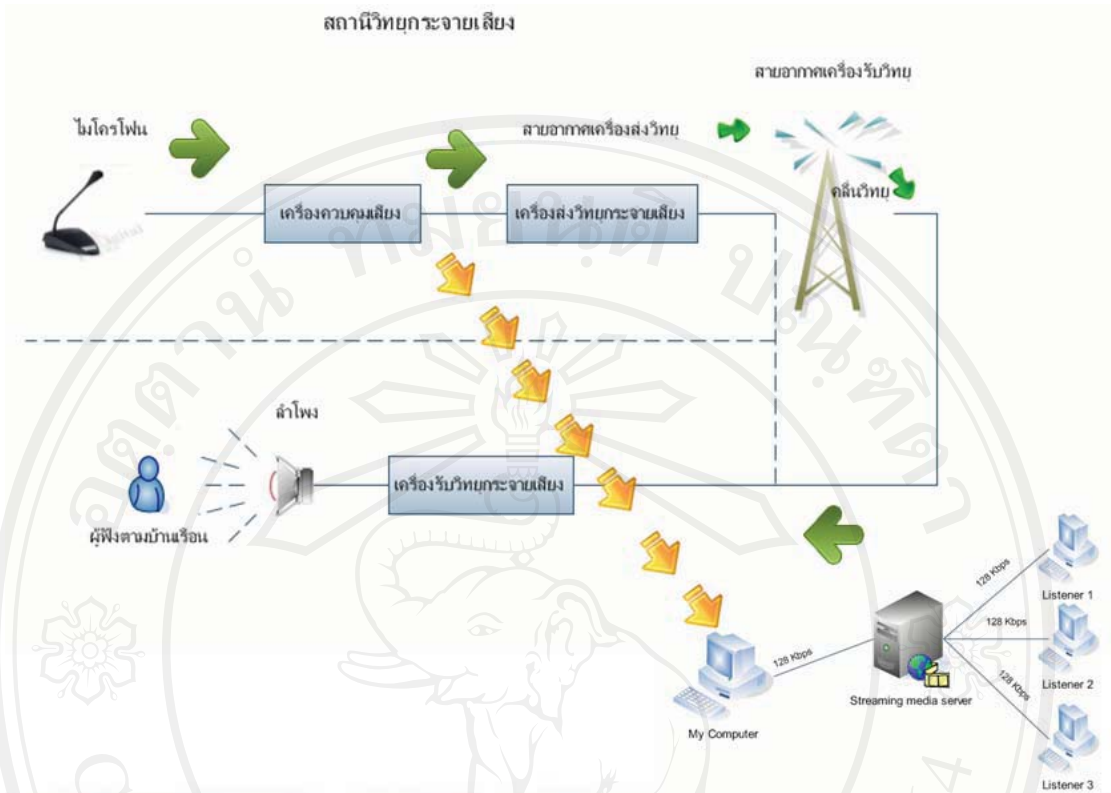 สถานีวิทยุกระจายเสียง
สายอากาศเครื่องรับวิทยุ
ไมโครโฟน
สายอากาศเครื่องส่งวิทยุ
คลื่นวิทยุ
เครื่องควบคุมเสียง
เครื่องส่งวิทยุกระจายเสียง
ลำโพง
เครื่องรับวิทยุกระจายเสียง
ผู้ฟังตามบ้านเรือน
128 Kbps
Listener 1
128 Kbps
128 Kbps
Listener 2
128 Kbps
Streaming media server
My Computer
Listener 3